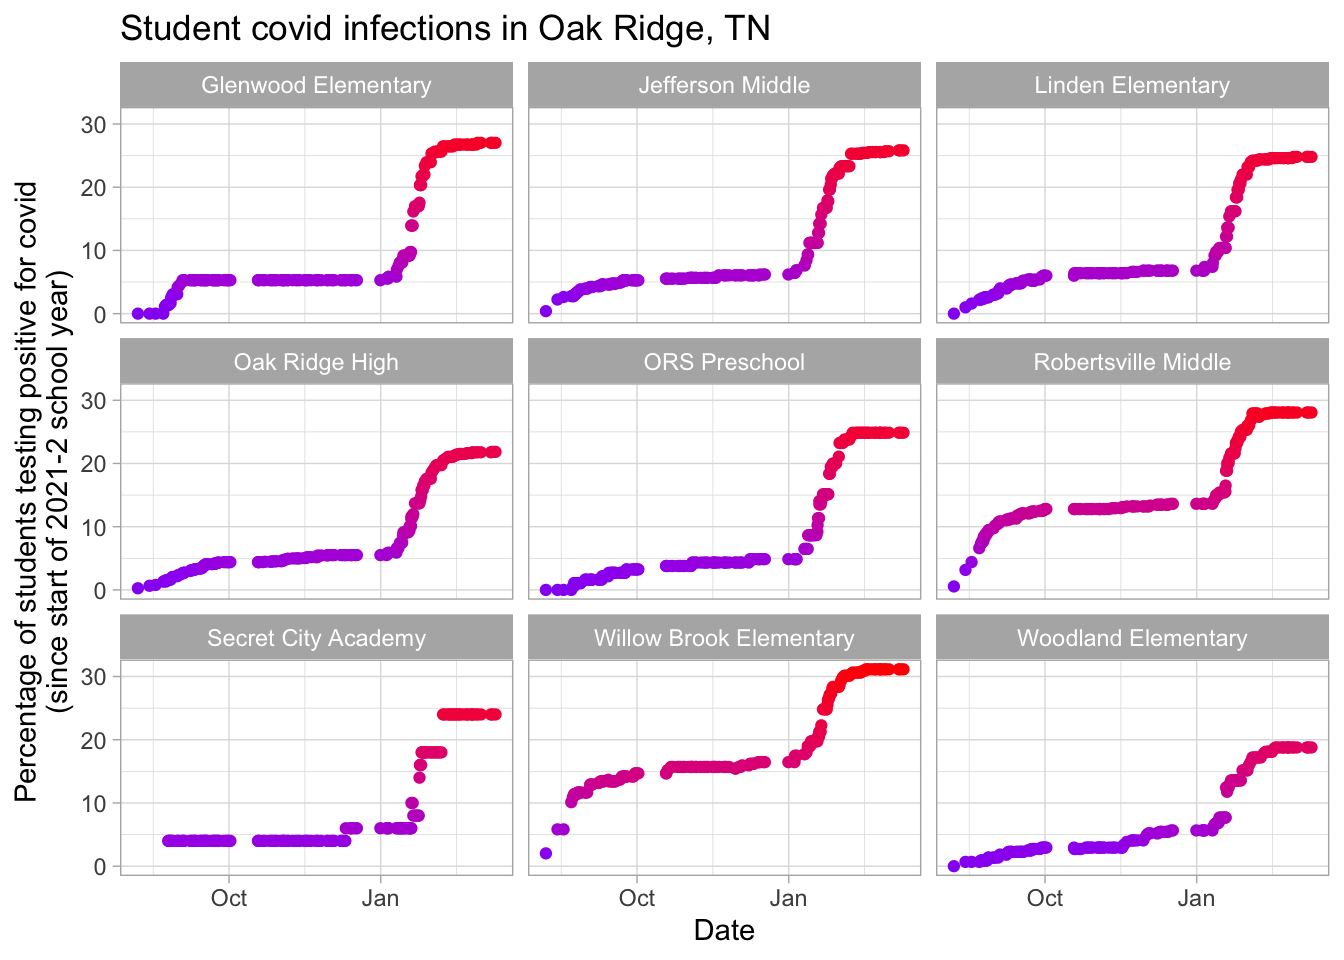 Student covid infections in Oak Ridge, TN
Percentage of students testing positive for covid
(since start of 2021-2 school year)
Glenwood Elementary
Jefferson Middle
Linden Elementary
30
20
10
0
Oak Ridge High
ORS Preschool
Robertsville Middle
30
20
10
0
Secret City Academy
Willow Brook Elementary
Woodland Elementary
30
20
10
0
Oct
Jan
Oct
Jan
Oct
Jan
Date